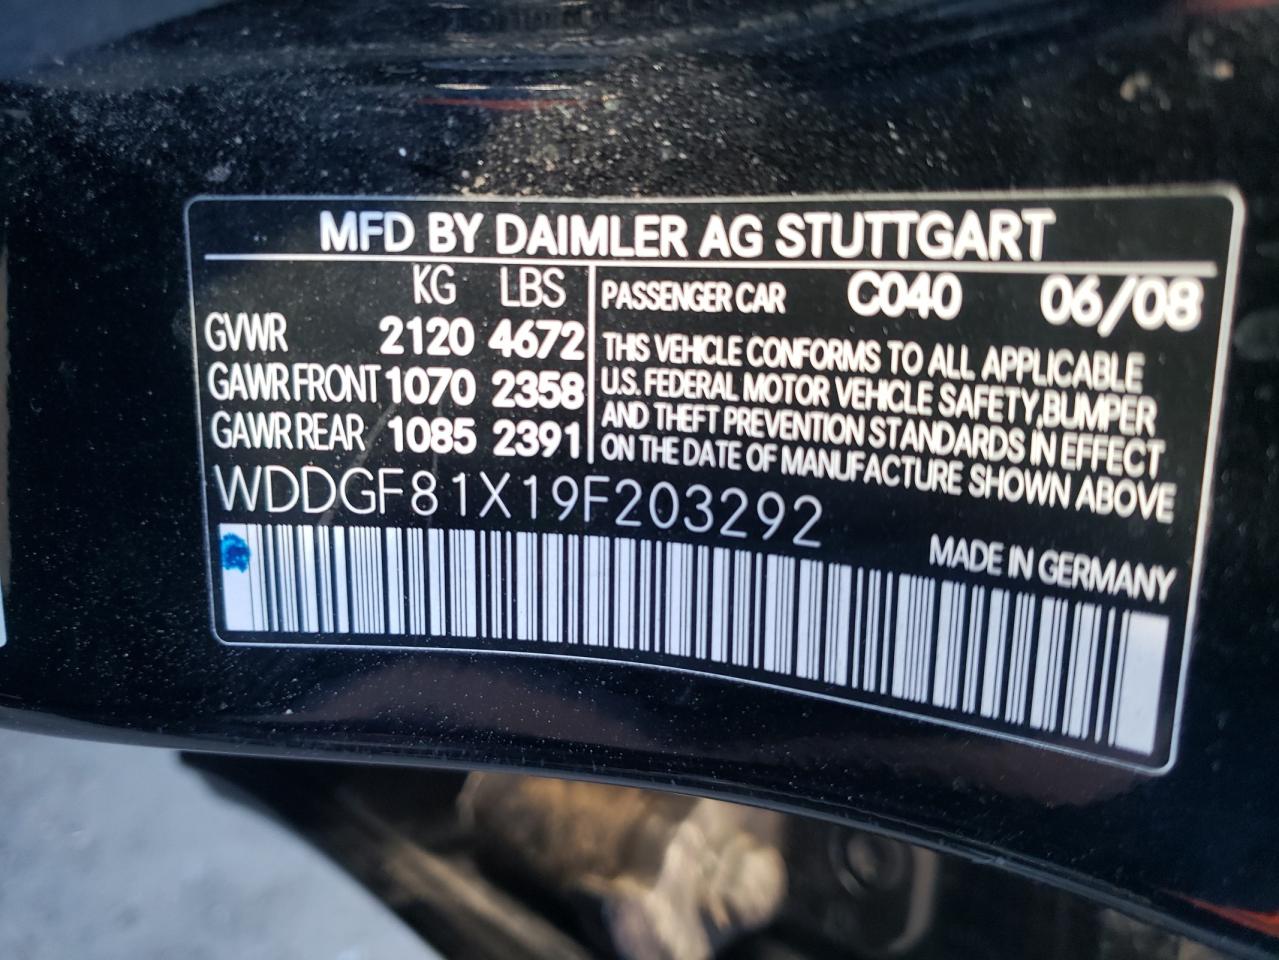 MFD BY DAIMLER AG STUTTGART
KG LBS
GVWR 2120 4672
GAWR FRONT 1070 2358
GAWR REAR 1085 2391
PASSENGER CAR C040 06/08
THIS VEHICLE CONFORMS TO ALL APPLICABLE
U.S. FEDERAL MOTOR VEHICLE SAFETY,BUMPER
AND THEFT PREVENTION STANDARDS IN EFFECT
ON THE DATE OF MANUFACTURE SHOWN ABOVE
WDDGF81X19F203292
MADE IN GERMANY